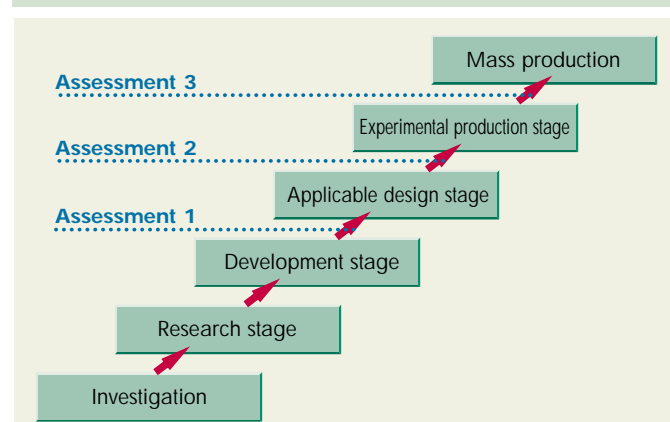 Mass production
Assessment 3
Experimental production stage
Assessment 2
Applicable design stage
Assessment 1
Development stage
Research stage
Investigation